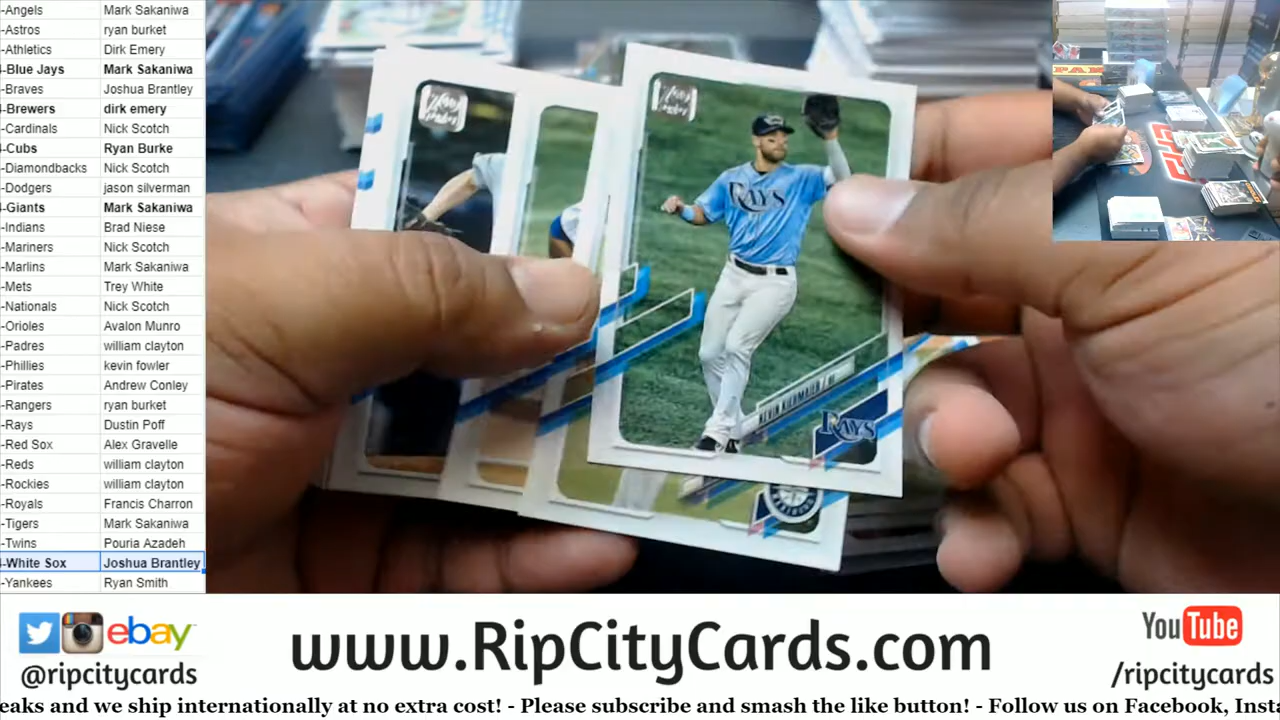 -Angels Mark Sakaniwa
-Astros ryan burket
-Athletics Dirk Emery
-Blue Jays Mark Sakaniwa
-Braves Joshua Brantley
-Brewers dirk emery
-Cardinals Nick Scotch
-Cubs Ryan Burke
-Diamondbacks Nick Scotch
-Dodgers jason silverman
-Giants Mark Sakaniwa
-Indians Brad Niese
-Mariners Nick Scotch
-Marlins Mark Sakaniwa
-Mets Trey White
-Nationals Nick Scotch
-Orioles Avalon Munro
-Padres william clayton
-Phillies kevin fowler
-Pirates Andrew Conley
-Rangers ryan burket
-Rays Dustin Poff
-Red Sox Alex Gravelle
-Reds william clayton
-Rockies william clayton
-Royals Francis Charron
-Tigers Mark Sakaniwa
-Twins Pouria Azadeh
-White Sox Joshua Brantley
-Yankees Ryan Smith
RAYS
KEVIN KIERMAIER
RAYS
ebay
@ripcitycards
www.RipCityCards.com
YouTube
/ripcitycards
eaks and we ship internationally at no extra cost! - Please subscribe and smash the like button! - Follow us on Facebook, Insta